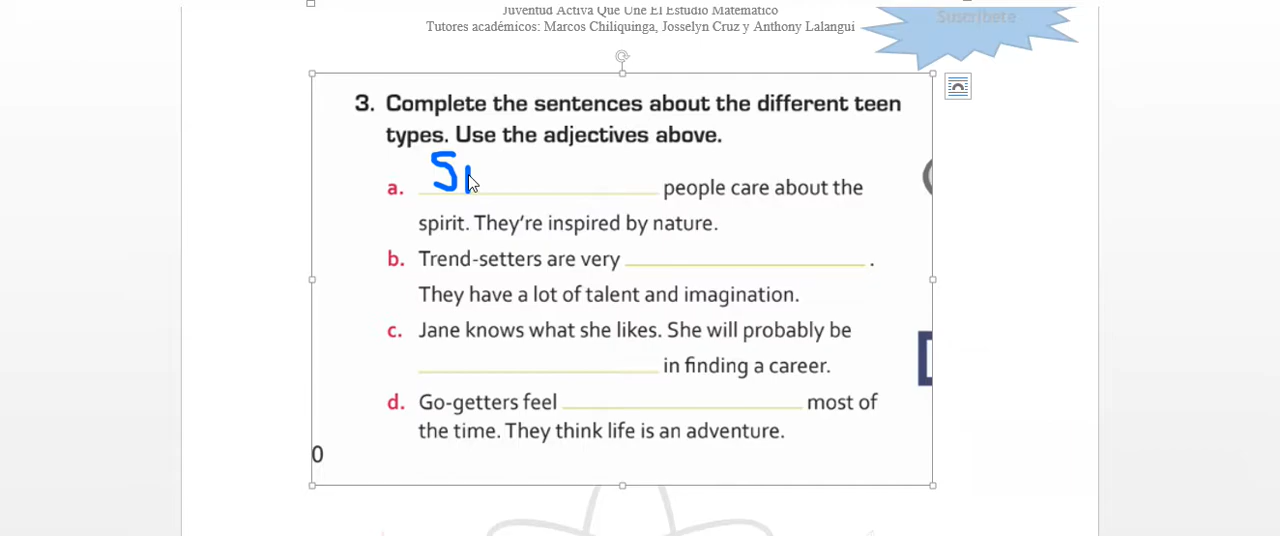 Juventud Activa Que Une El Estudio Matemático
Tutores académicos: Marcos Chiliquinga, Josselyn Cruz y Anthony Lalangui
Suscríbete
3. Complete the sentences about the different teen
types. Use the adjectives above.
a. S ____ people care about the
spirit. They're inspired by nature.
b. Trend-setters are very ____ .
They have a lot of talent and imagination.
c. Jane knows what she likes. She will probably be
____ in finding a career.
d. Go-getters feel ____ most of
the time. They think life is an adventure.
0